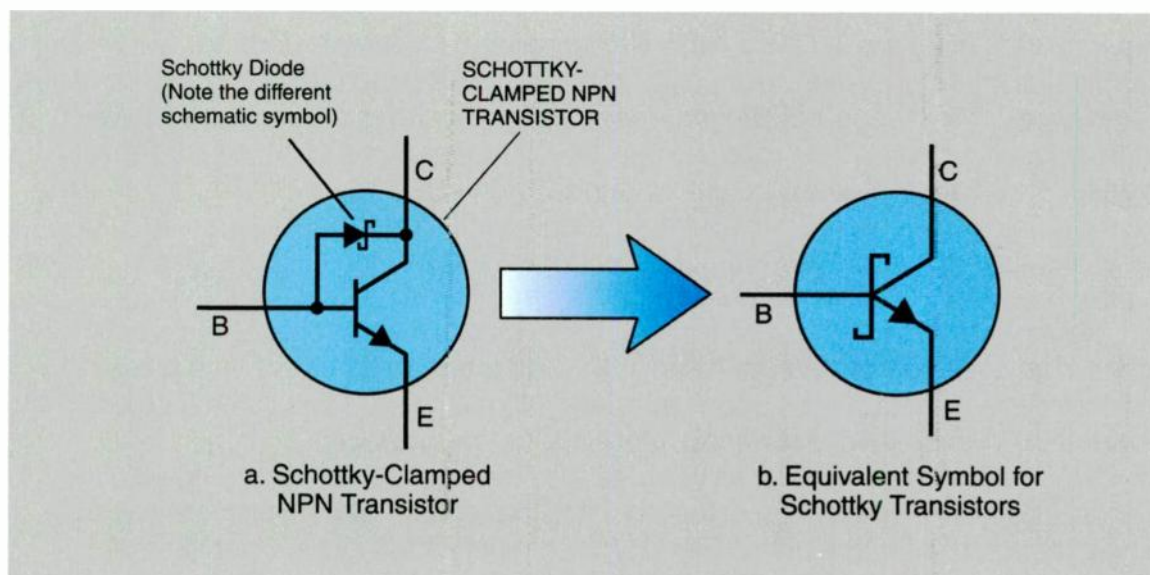 Schottky Diode
(Note the different
schematic symbol)
SCHOTTKY-
CLAMPED NPN
TRANSISTOR
C
B
E
a. Schottky-Clamped
NPN Transistor
C
B
E
b. Equivalent Symbol for
Schottky Transistors